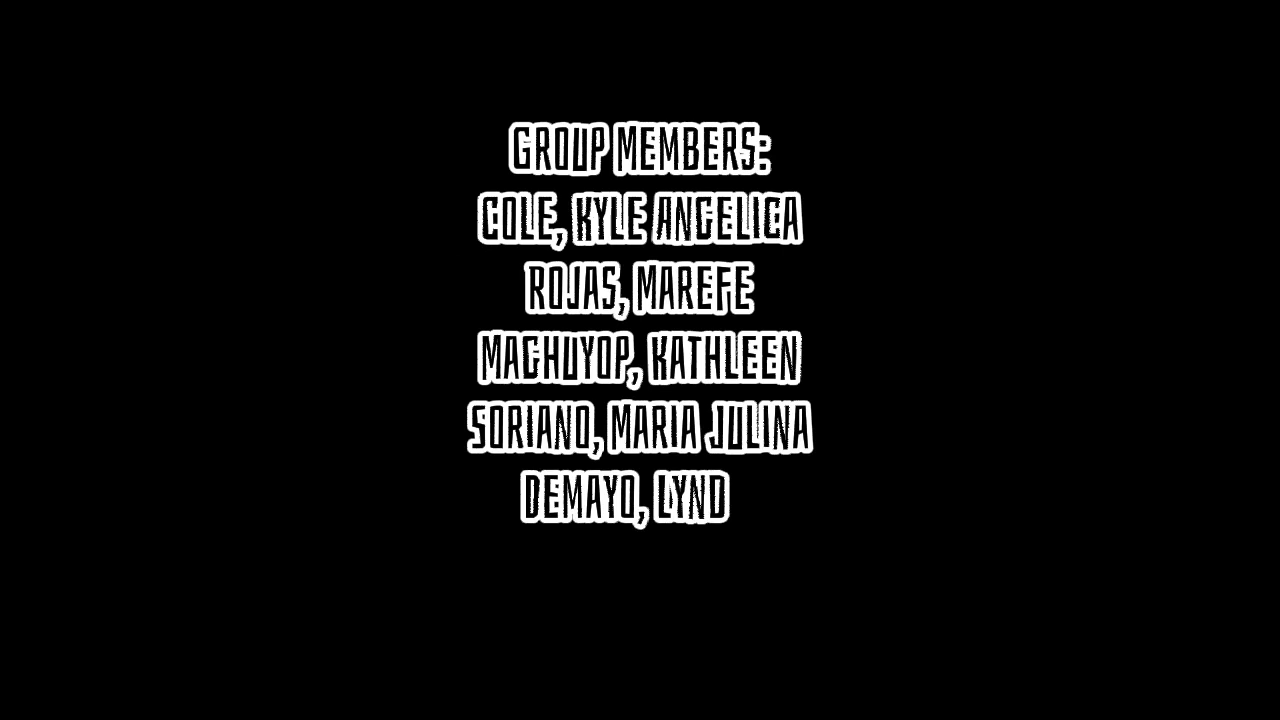 GROUP MEMBERS:
COLE, KYLE ANGELICA
ROJAS, MAREFE
MACHUYOP, KATHLEEN
SORIANO, MARIA JULINA
DEMAYO, LYND